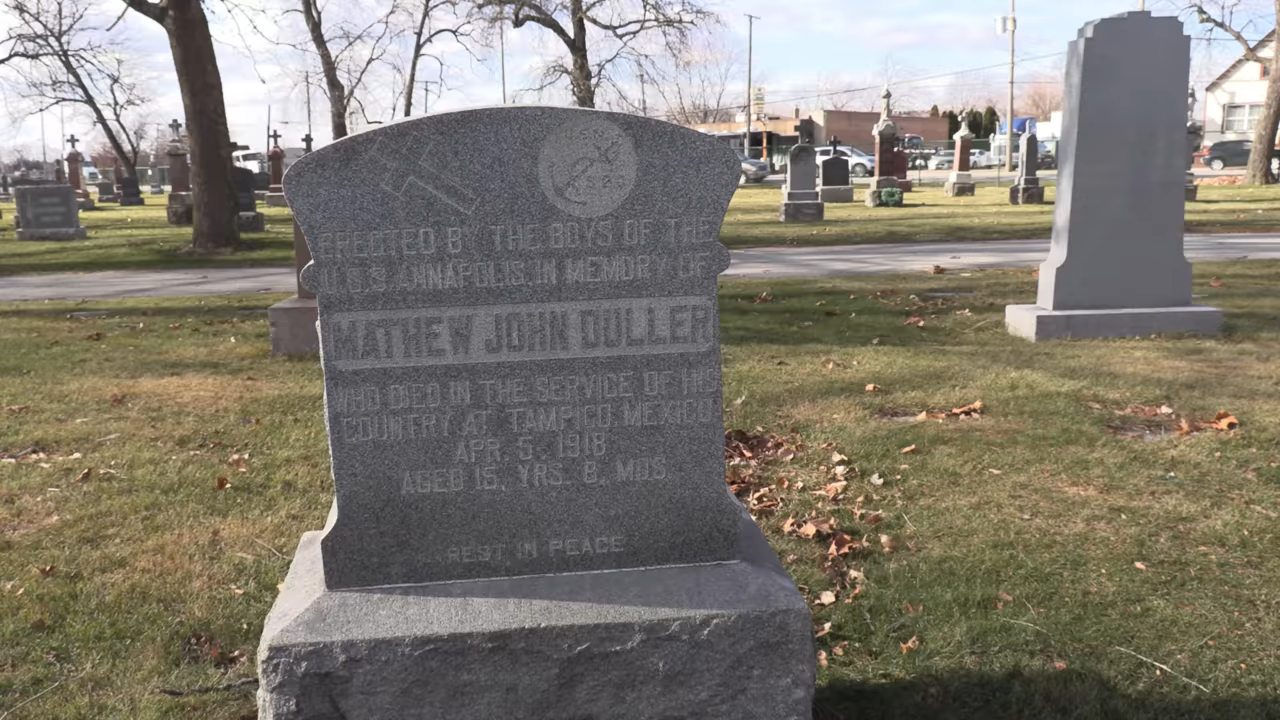 ERECTED BY THE BOYS OF THE
U.S.S. ANNAPOLIS. IN MEMORY OF
MATHEW JOHN DULLER
WHO DIED IN THE SERVICE OF HIS
COUNTRY AT TAMPICO MEXICO
APR. 5. 1918
AGED 15, YRS. 8, MOS.
REST IN PEACE